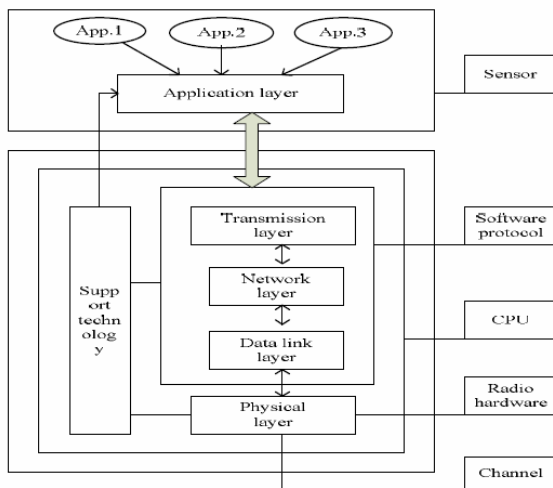 App.1
App.2
App.3
Application layer
Sensor
Transmission
layer
Software
protocol
Network
layer
Supp
ort
techn
olog
y
CPU
Data link
layer
Radio
hardware
Physical
layer
Channel